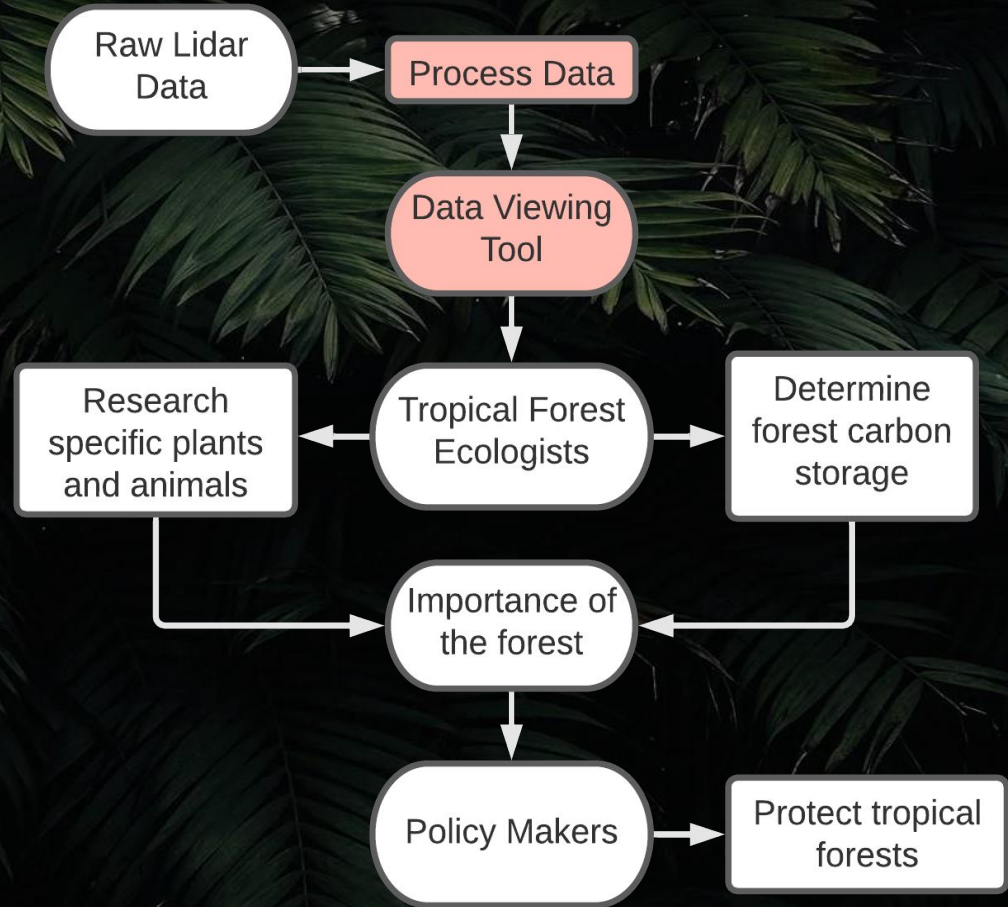 Raw Lidar
Data
Process Data
Data Viewing
Tool
Research
specific plants
and animals
Tropical Forest
Ecologists
Determine
forest carbon
storage
Importance of
the forest
Policy Makers
Protect tropical
forests